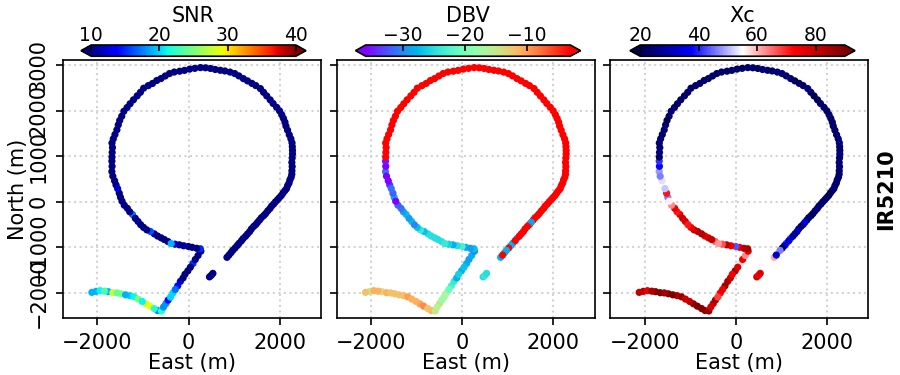 SNR DBV Xc
10 20 30 40 −30 −20 −10 20 40 60 80
3000
2000
1000
0
−1000
−2000
North (m)
IR5210
−2000 0 2000 −2000 0 2000 −2000 0 2000
East (m) East (m) East (m)